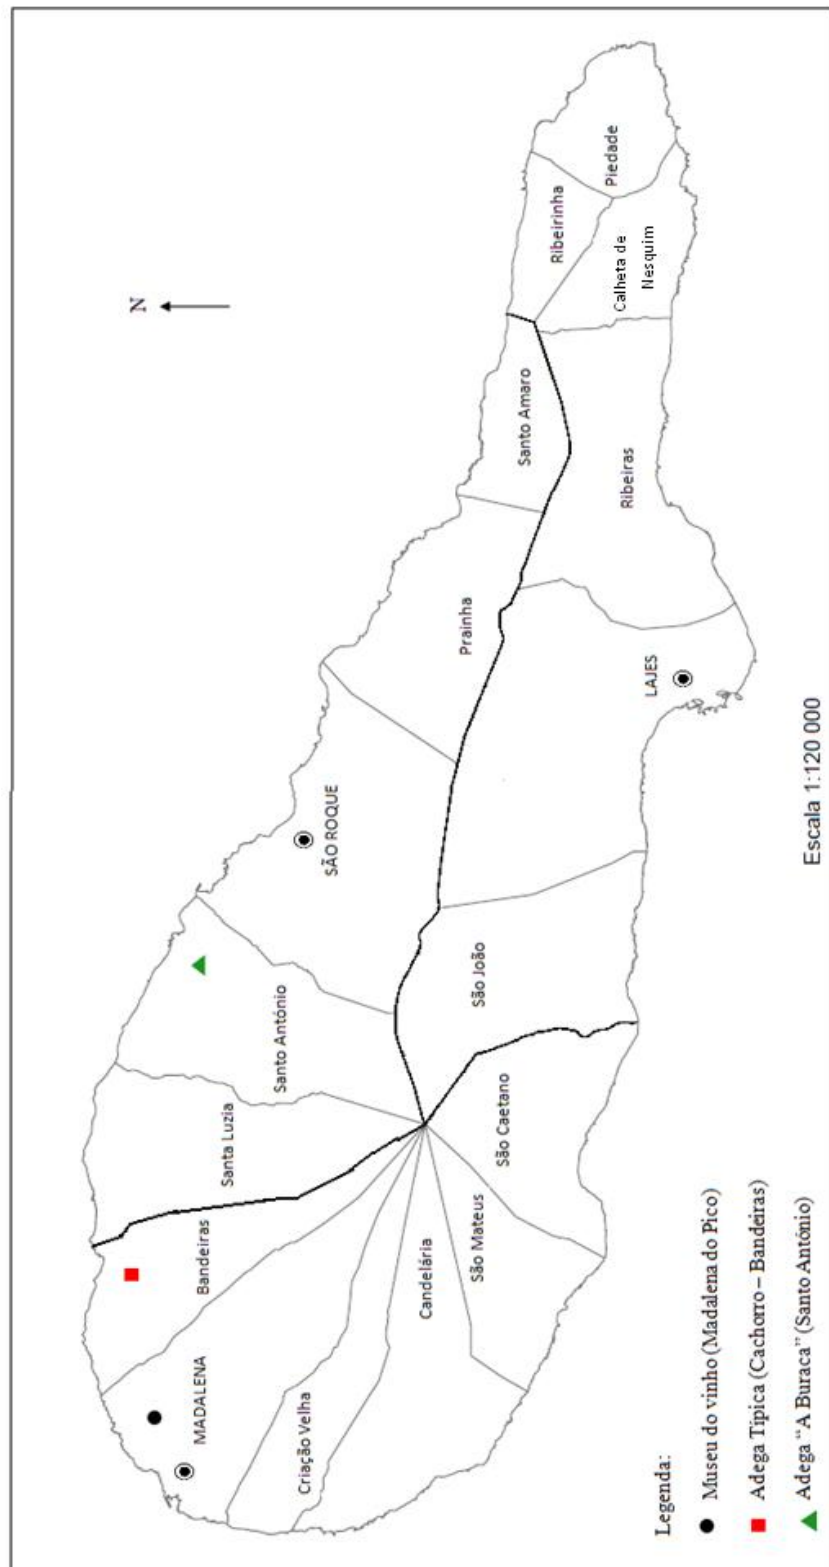 N
Piedade
Ribeirinha
Calheta de
Nesquim
Santo Amaro
Ribeiras
Prainha
LAJES
SÃO ROQUE
São João
Santo António
São Caetano
Santa Luzia
São Mateus
Candelária
Bandeiras
MADALENA
Criação Velha
Escala 1:120 000
Legenda:
Museu do vinho (Madalena do Pico)
Adega Típica (Cachorro – Bandeiras)
Adega “A Buraca” (Santo António)